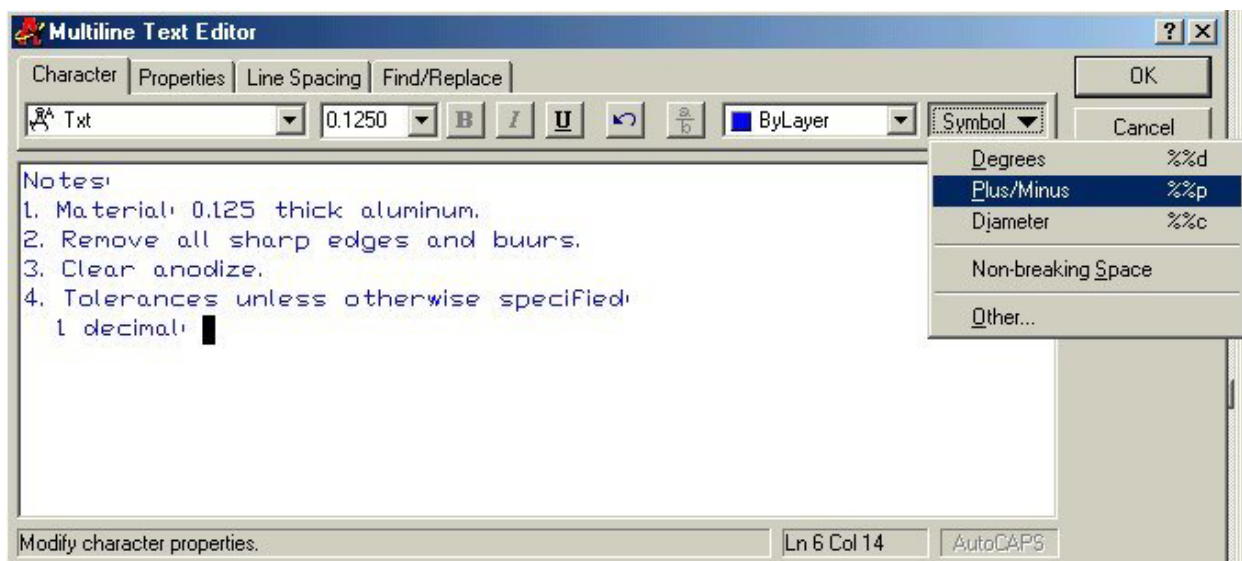 Multiline Text Editor ? ×
Character Properties Line Spacing Find/Replace OK
Txt 0.1250 B I U a/b ByLayer Symbol Cancel
Degrees %%d
Plus/Minus %%p
Diameter %%c
Non-breaking Space
Other...
Notes:
1. Material: 0.125 thick aluminum.
2. Remove all sharp edges and buurs.
3. Clear anodize.
4. Tolerances unless otherwise specified:
1 decimal:
Modify character properties. Ln 6 Col 14 AutoCAPS